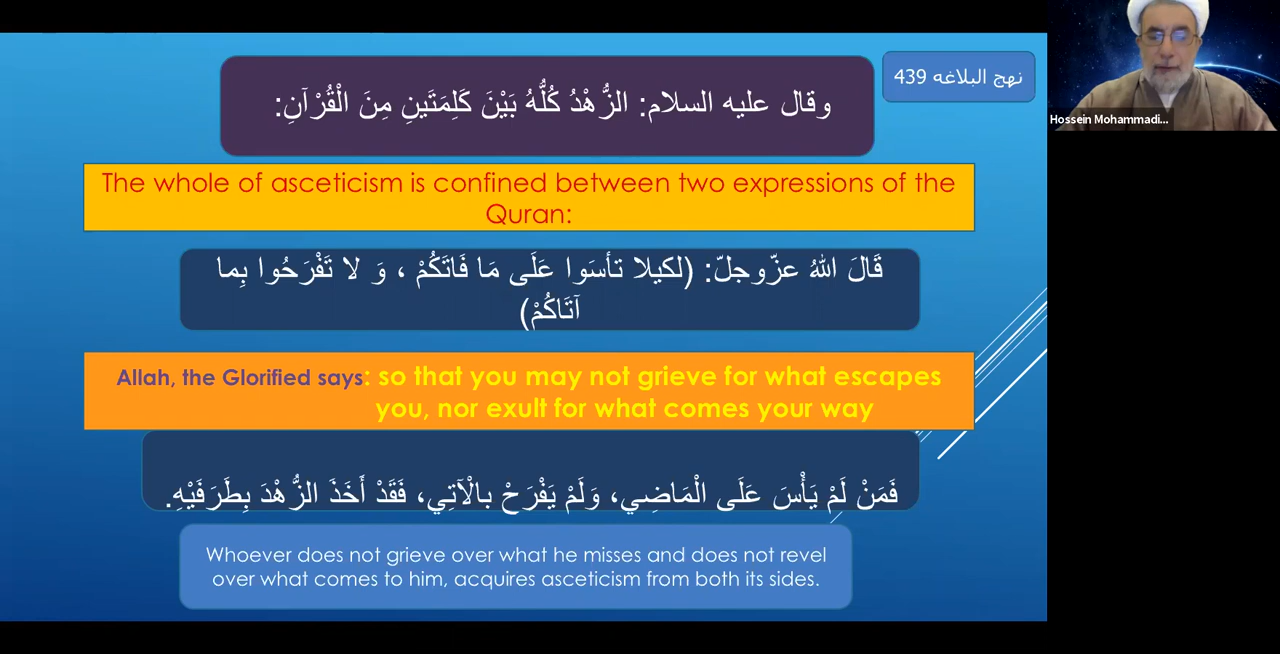 نهج البلاغه 439
وقال عليه السلام: الزُّهْدُ كُلُّهُ بَيْنَ كَلِمَتَينِ مِنَ الْقُرْآنِ:
The whole of asceticism is confined between two expressions of the
Quran:
قَالَ اللهُ عزّوجلّ: (لكيلا تأسَوا عَلَى مَا فَاتَكُمْ ، وَ لا تَفْرَحُوا بِما
آتَاكُمْ)
Allah, the Glorified says: so that you may not grieve for what escapes
you, nor exult for what comes your way
فَمَنْ لَمْ يَأْسَ عَلَى الْمَاضِي، وَلَمْ يَفْرَحْ بالْآتِي، فَقَدْ أَخَذَ الزُّهْدَ بِطَرَفَيْهِ.
Whoever does not grieve over what he misses and does not revel
over what comes to him, acquires asceticism from both its sides.
Hossein Mohammadi...